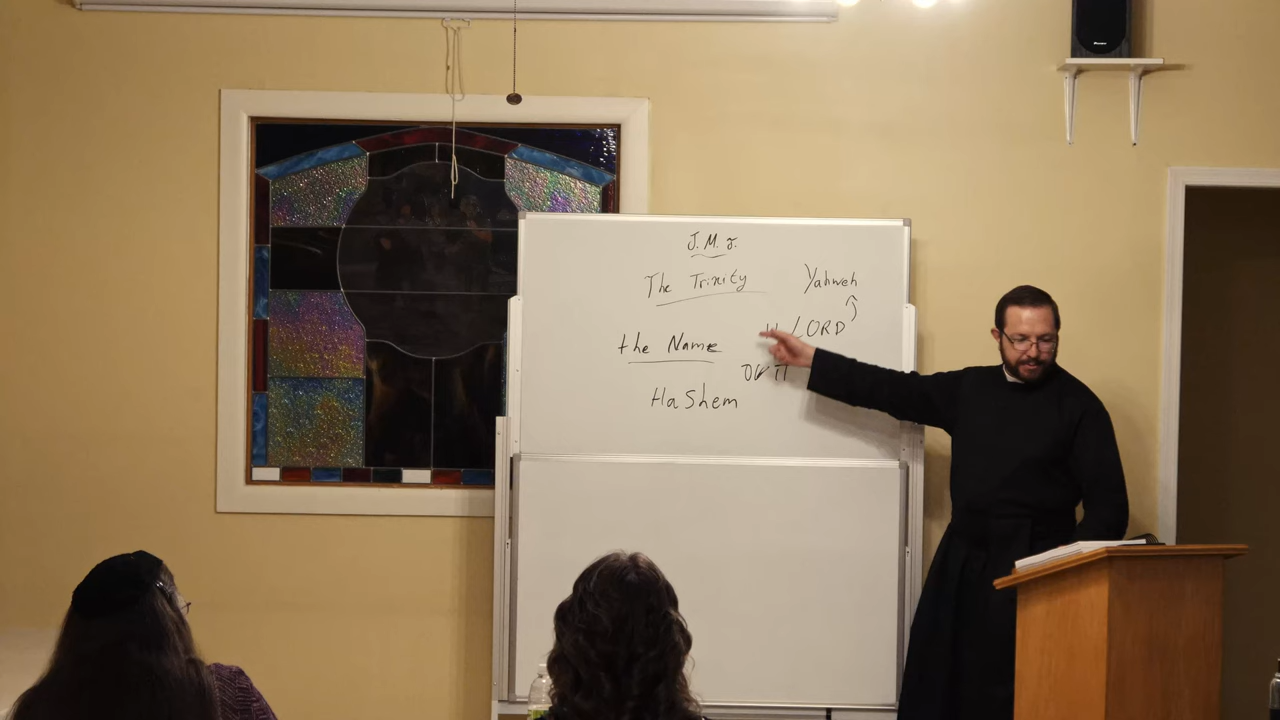 J.M.J.
The Trinity
Yahweh
LORD
the Name
HaShem